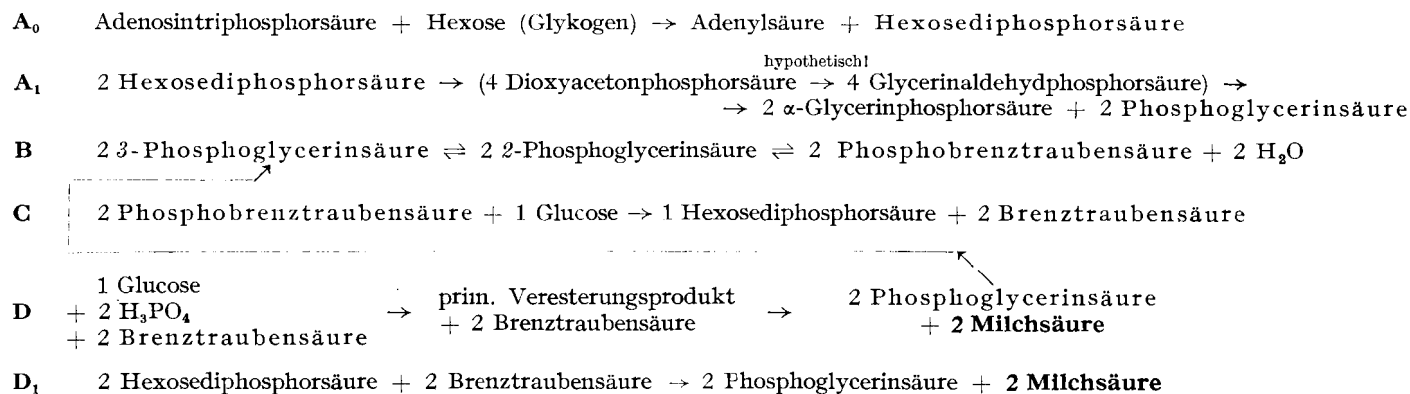 A₀ Adenosintriphosphorsäure + Hexose (Glykogen) → Adenylsäure + Hexosediphosphorsäure
hypothetisch!
A₁ 2 Hexosediphosphorsäure → (4 Dioxyacetonphosphorsäure → 4 Glycerinaldehydphosphorsäure) →
→ 2 α-Glycerinphosphorsäure + 2 Phosphoglycerinsäure
B 2 3-Phosphoglycerinsäure ⇌ 2 2-Phosphoglycerinsäure ⇌ 2 Phosphobrenztraubensäure + 2 H₂O
C 2 Phosphobrenztraubensäure + 1 Glucose → 1 Hexosediphosphorsäure + 2 Brenztraubensäure
1 Glucose
D + 2 H₃PO₄ → prim. Veresterungsprodukt → 2 Phosphoglycerinsäure
+ 2 Brenztraubensäure + 2 Brenztraubensäure + 2 Milchsäure
D₁ 2 Hexosediphosphorsäure + 2 Brenztraubensäure → 2 Phosphoglycerinsäure + 2 Milchsäure